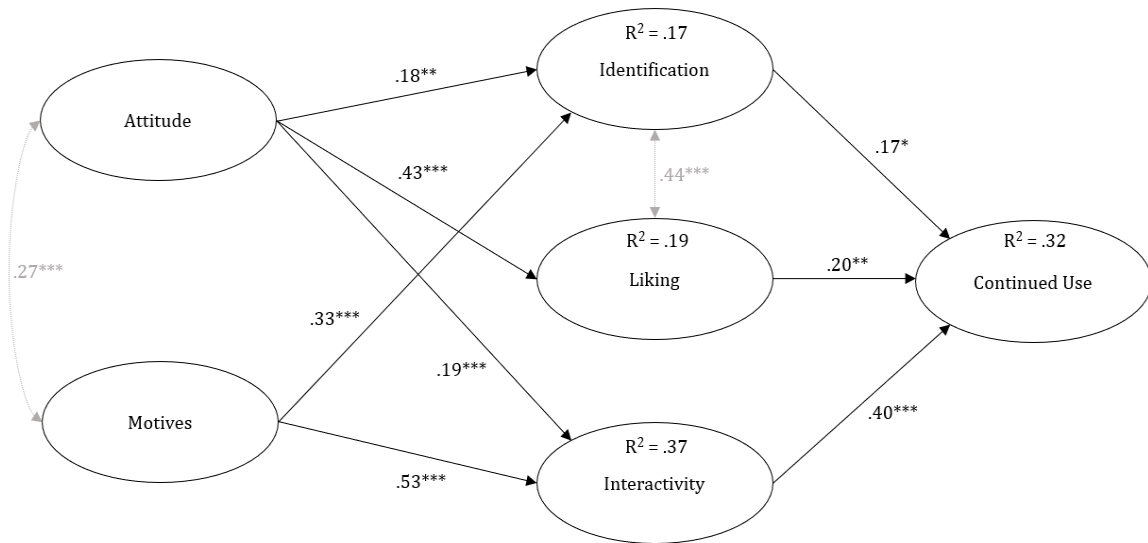 R² = .17
Identification
.18**
Attitude
.17*
.43***
.44***
R² = .19
Liking
.20**
R² = .32
Continued Use
.27***
.33***
.19***
Motives
.40***
R² = .37
Interactivity
.53***